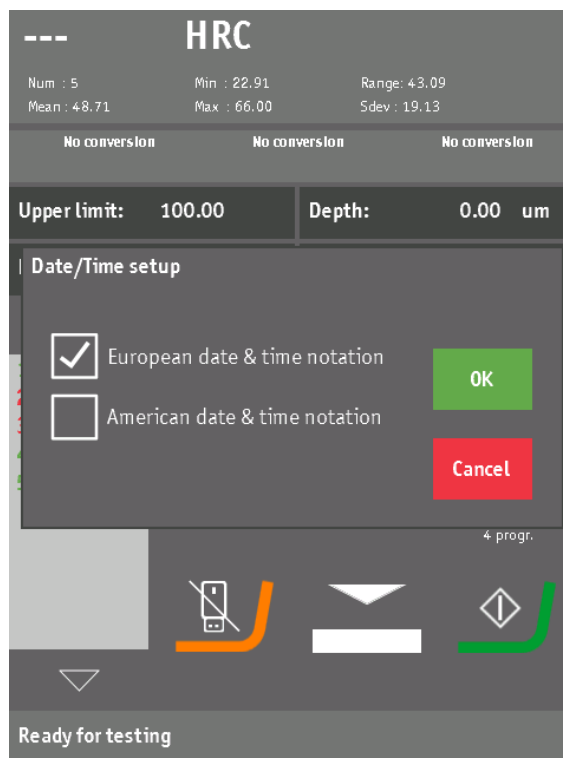 --- HRC
Num : 5 Min : 22.91 Range: 43.09
Mean : 48.71 Max : 66.00 Sdev : 19.13
No conversion No conversion No conversion
Upper limit: 100.00 Depth: 0.00 um
Date/Time setup
European date & time notation
OK
American date & time notation
Cancel
4 progr.
Ready for testing